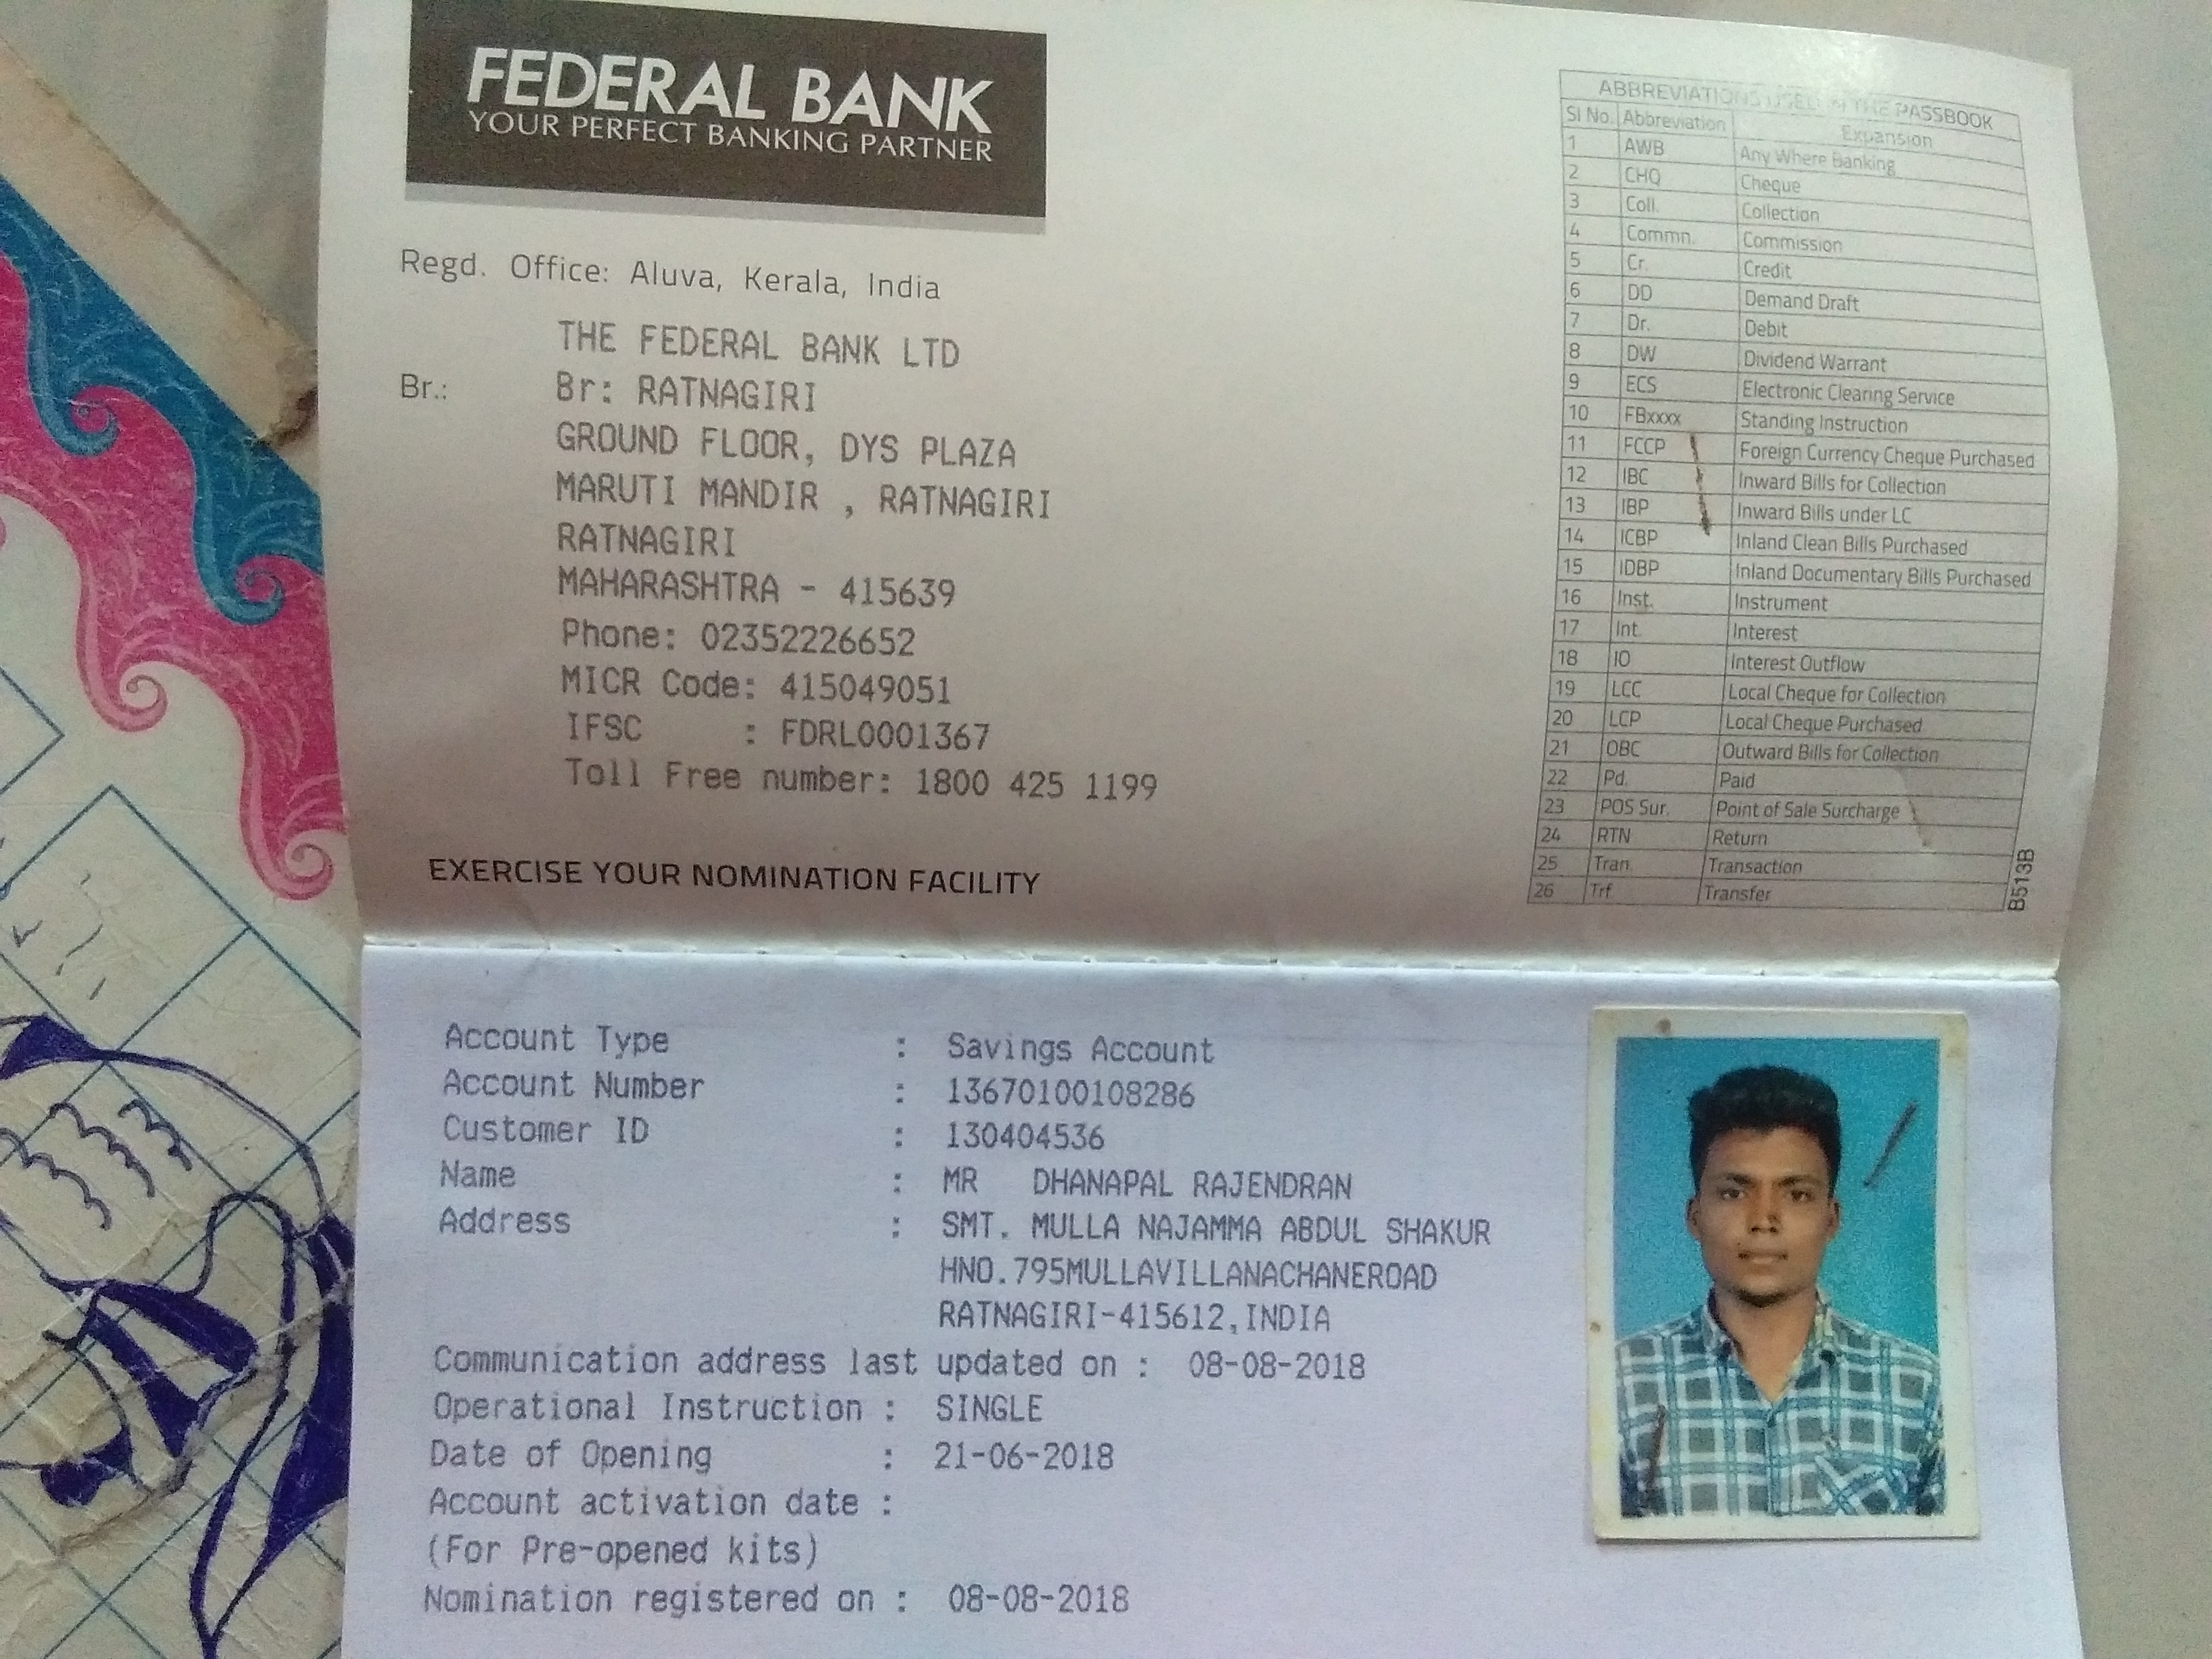 FEDERAL BANK
YOUR PERFECT BANKING PARTNER
Regd. Office: Aluva, Kerala, India
THE FEDERAL BANK LTD
Br.: Br: RATNAGIRI
GROUND FLOOR, DYS PLAZA
MARUTI MANDIR , RATNAGIRI
RATNAGIRI
MAHARASHTRA - 415639
Phone: 02352226652
MICR Code: 415049051
IFSC : FDRL0001367
Toll Free number: 1800 425 1199
EXERCISE YOUR NOMINATION FACILITY
ABBREVIATIONS USED IN THE PASSBOOK
Sl No. Abbreviation Expansion
1 AWB Any Where Banking
2 CHQ Cheque
3 Coll. Collection
4 Commn. Commission
5 Cr. Credit
6 DD Demand Draft
7 Dr. Debit
8 DW Dividend Warrant
9 ECS Electronic Clearing Service
10 FBxxxx Standing Instruction
11 FCCP Foreign Currency Cheque Purchased
12 IBC Inward Bills for Collection
13 IBP Inward Bills under LC
14 ICBP Inland Clean Bills Purchased
15 IDBP Inland Documentary Bills Purchased
16 Inst. Instrument
17 Int. Interest
18 IO Interest Outflow
19 LCC Local Cheque for Collection
20 LCP Local Cheque Purchased
21 OBC Outward Bills for Collection
22 Pd. Paid
23 POS Sur. Point of Sale Surcharge
24 RTN Return
25 Tran Transaction
26 Trf Transfer
B513B
Account Type : Savings Account
Account Number : 13670100108286
Customer ID : 130404536
Name : MR DHANAPAL RAJENDRAN
Address : SMT. MULLA NAJAMMA ABDUL SHAKUR
HNO.795MULLAVILLANACHANEROAD
RATNAGIRI-415612,INDIA
Communication address last updated on : 08-08-2018
Operational Instruction : SINGLE
Date of Opening : 21-06-2018
Account activation date :
(For Pre-opened kits)
Nomination registered on : 08-08-2018